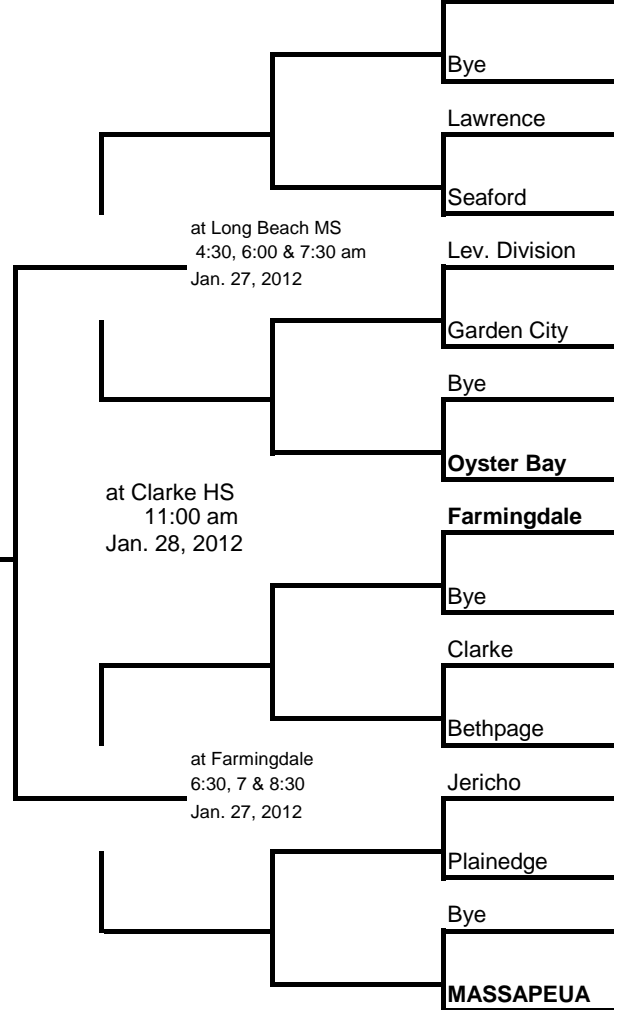 Bye
Lawrence
Seaford
at Long Beach MS
4:30, 6:00 & 7:30 am
Jan. 27, 2012
Lev. Division
Garden City
Bye
Oyster Bay
at Clarke HS
11:00 am
Jan. 28, 2012
Farmingdale
Bye
Clarke
Bethpage
at Farmingdale
6:30, 7 & 8:30
Jan. 27, 2012
Jericho
Plainedge
Bye
MASSAPEUA